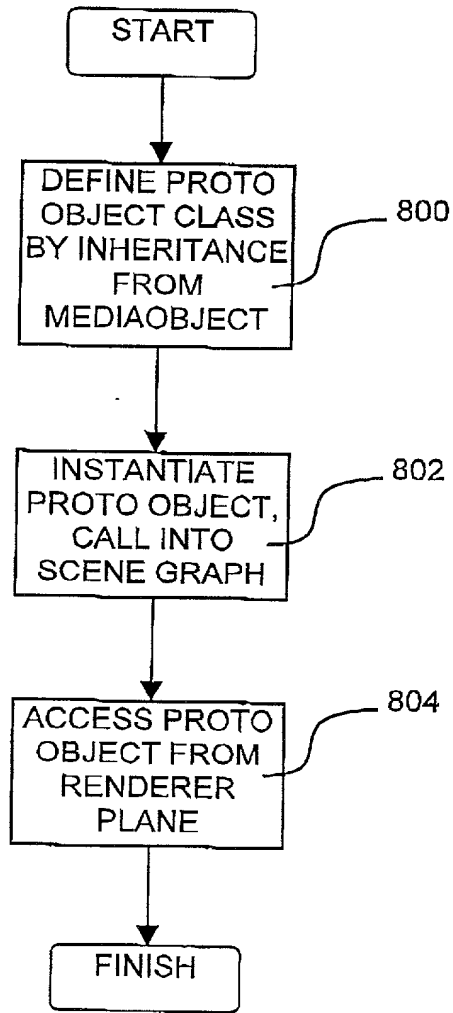 START
DEFINE PROTO
OBJECT CLASS
BY INHERITANCE
FROM
MEDIAOBJECT
800
INSTANTIATE
PROTO OBJECT,
CALL INTO
SCENE GRAPH
802
ACCESS PROTO
OBJECT FROM
RENDERER
PLANE
804
FINISH